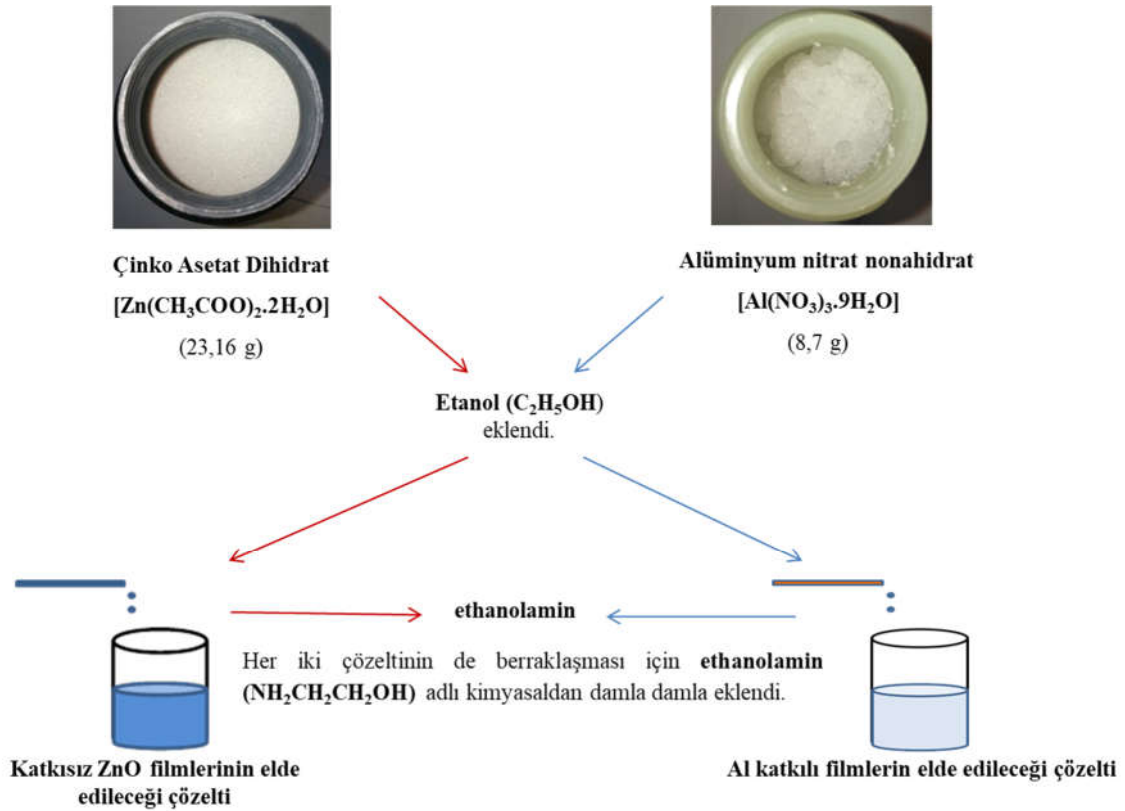 Çinko Asetat Dihidrat
[Zn(CH₃COO)₂.2H₂O]
(23,16 g)
Alüminyum nitrat nonahidrat
[Al(NO₃)₃.9H₂O]
(8,7 g)
Etanol (C₂H₅OH)
eklendi.
ethanolamin
Her iki çözeltinin de berraklaşması için ethanolamin
(NH₂CH₂CH₂OH) adlı kimyasaldan damla damla eklendi.
Katkısız ZnO filmlerinin elde
edileceği çözelti
Al katkılı filmlerin elde edileceği çözelti